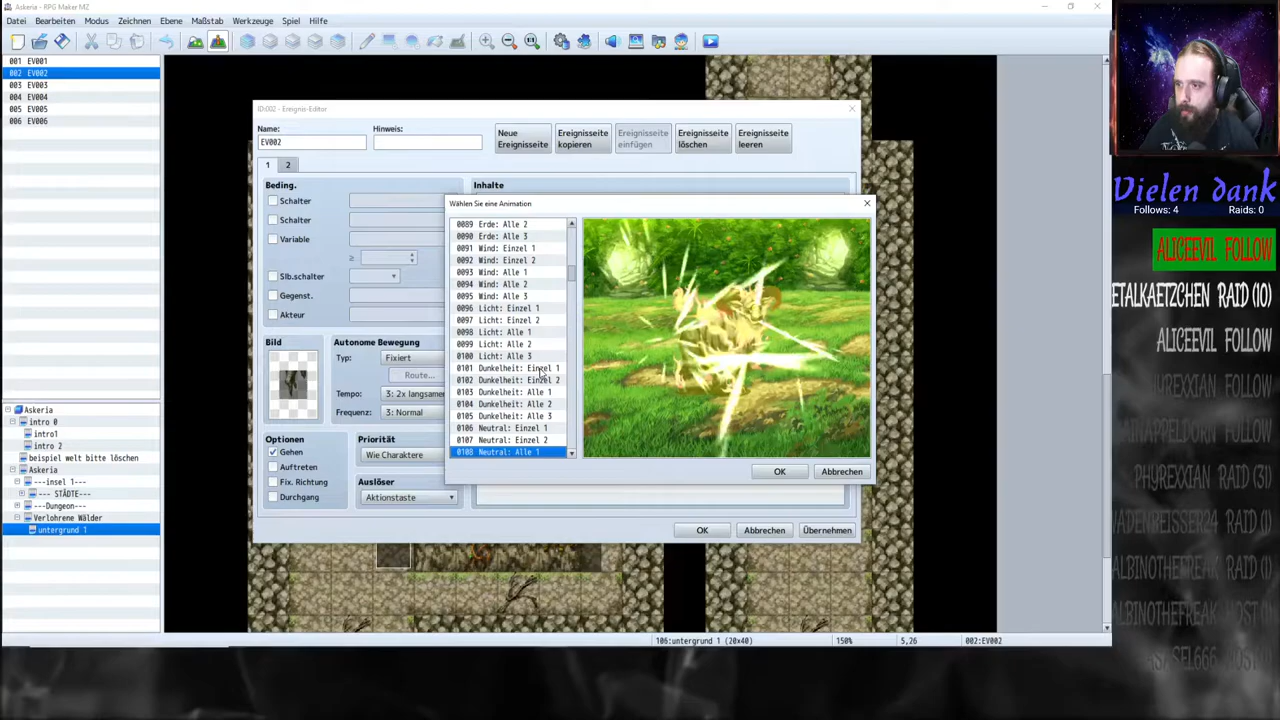 Askeria - RPG Maker MZ
Datei Bearbeiten Modus Zeichnen Ebene Maßstab Werkzeuge Spiel Hilfe
001 EV001
002 EV002
003 EV003
004 EV004
005 EV005
006 EV006
ID:002 - Ereignis-Editor
Name:
Hinweis:
EV002
Neue Ereignisseite
Ereignisseite kopieren
Ereignisseite einfügen
Ereignisseite löschen
Ereignisseite leeren
1 2
Beding.
Schalter
Schalter
Variable
≥
Slb.schalter
Gegenst.
Akteur
Inhalte
Bild
Autonome Bewegung
Typ: Fixiert
Route...
Tempo: 3: 2x langsamer
Frequenz: 3: Normal
Optionen
Gehen
Auftreten
Fix. Richtung
Durchgang
Priorität
Wie Charaktere
Auslöser
Aktionstaste
OK
Abbrechen
Übernehmen
Wählen Sie eine Animation
0089 Erde: Alle 2
0090 Erde: Alle 3
0091 Wind: Einzel 1
0092 Wind: Einzel 2
0093 Wind: Alle 1
0094 Wind: Alle 2
0095 Wind: Alle 3
0096 Licht: Einzel 1
0097 Licht: Einzel 2
0098 Licht: Alle 1
0099 Licht: Alle 2
0100 Licht: Alle 3
0101 Dunkelheit: Einzel 1
0102 Dunkelheit: Einzel 2
0103 Dunkelheit: Alle 1
0104 Dunkelheit: Alle 2
0105 Dunkelheit: Alle 3
0106 Neutral: Einzel 1
0107 Neutral: Einzel 2
0108 Neutral: Alle 1
OK
Abbrechen
Askeria
intro 0
intro1
intro 2
beispiel welt bitte löschen
Askeria
---insel 1---
--- STÄDTE---
---Dungeon---
Verlohrene Wälder
untergrund 1
106:untergrund 1 (20x40)
150%
5,26
002:EV002
Vielen dank
Follows: 4 Raids: 0
ALICEEVIL FOLLOW
ETALKAETZCHEN RAID (10)
ALICEEVIL FOLLOW
YREXXIAN FOLLOW
AINAPPELDORN FOLLOW
PHYREXXIAN RAID (31)
ADENREISSER24 RAID
ALBINOTHEFREAK RAID (1)